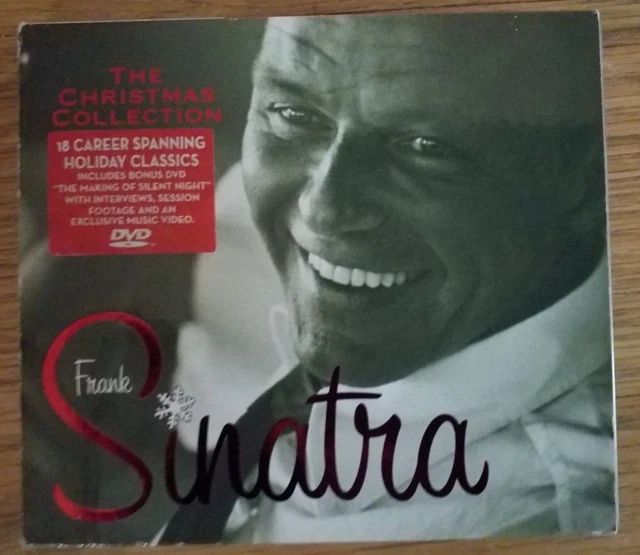 THE
CHRISTMAS
COLLECTION
18 CAREER SPANNING
HOLIDAY CLASSICS
INCLUDES BONUS DVD
"THE MAKING OF SILENT NIGHT"
WITH INTERVIEWS, SESSION
FOOTAGE AND AN
EXCLUSIVE MUSIC VIDEO.
DVD
Frank
Sinatra